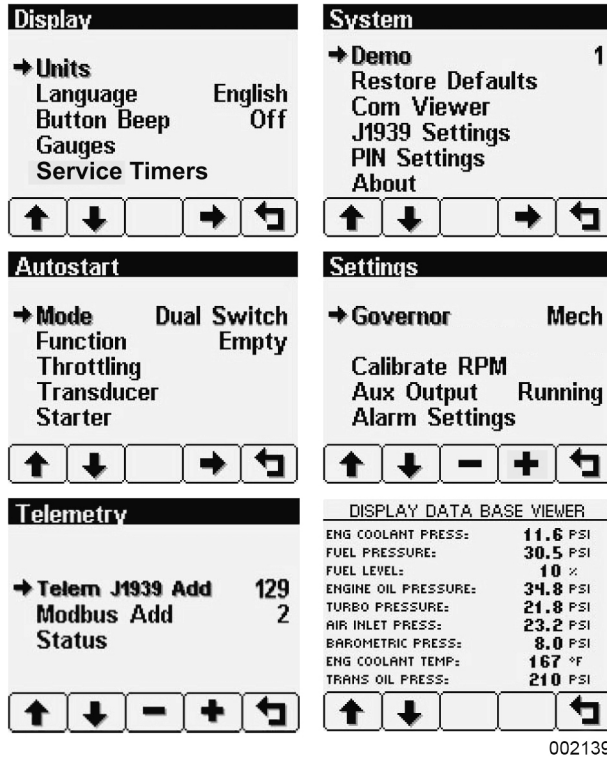 Display
Units
Language English
Button Beep Off
Gauges
Service Timers
System
Demo 1
Restore Defaults
Com Viewer
J1939 Settings
PIN Settings
About
Autostart
Mode Dual Switch
Function Empty
Throttling
Transducer
Starter
Settings
Governor Mech
Calibrate RPM
Aux Output Running
Alarm Settings
Telemetry
Telem J1939 Add 129
Modbus Add 2
Status
DISPLAY DATA BASE VIEWER
ENG COOLANT PRESS: 11.6 PSI
FUEL PRESSURE: 30.5 PSI
FUEL LEVEL: 10 %
ENGINE OIL PRESSURE: 34.8 PSI
TURBO PRESSURE: 21.8 PSI
AIR INLET PRESS: 23.2 PSI
BAROMETRIC PRESS: 8.0 PSI
ENG COOLANT TEMP: 167 °F
TRANS OIL PRESS: 210 PSI
002139